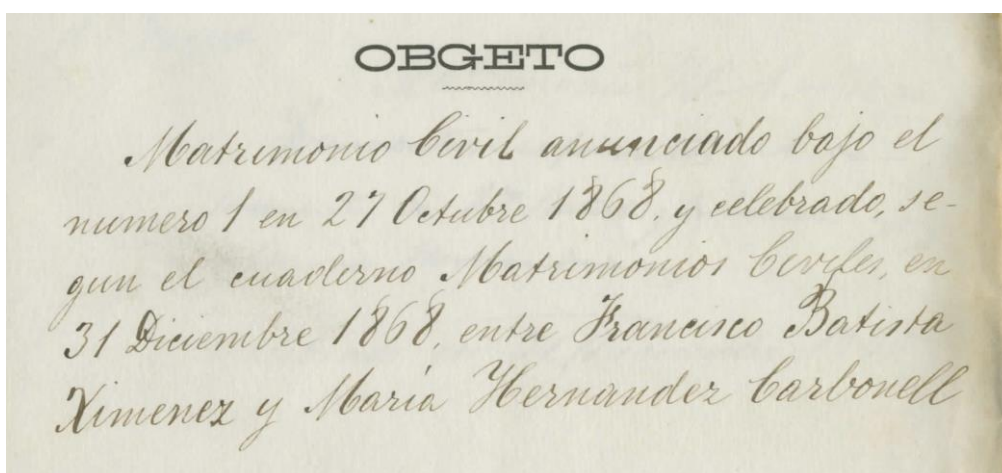 OBGETO
Matrimonio Civil anunciado bajo el
numero 1 en 27 Octubre 1868, y celebrado, se-
gun el cuaderno Matrimonios Civiles, en
31 Diciembre 1868, entre Francisco Batista
Ximenez y María Hernandez Carbonell